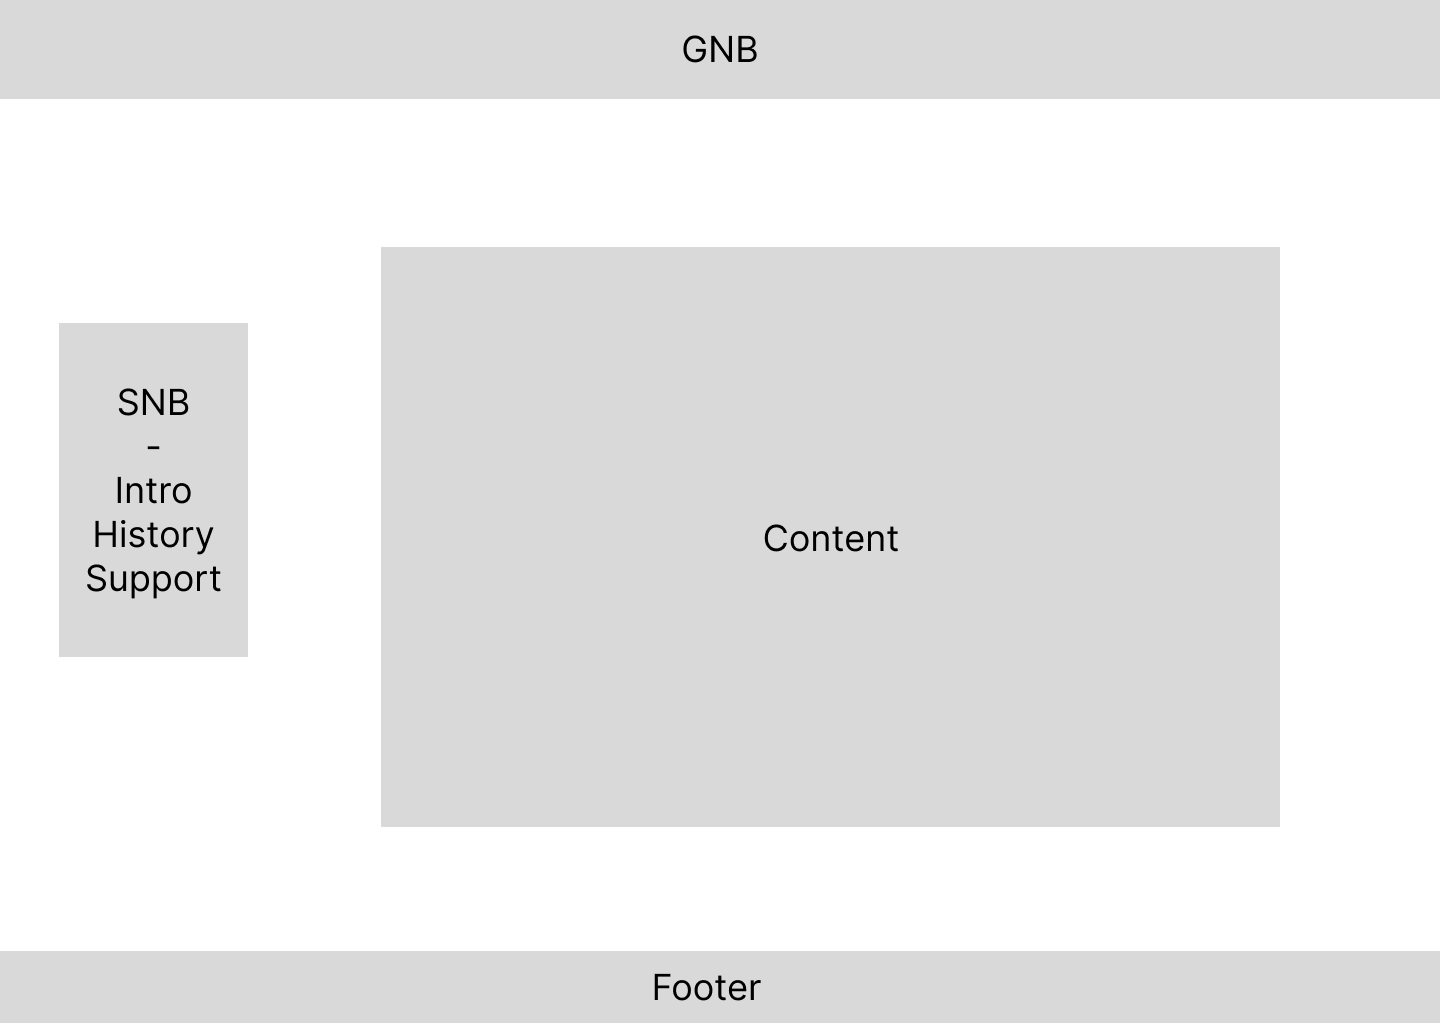 GNB
SNB
-
Intro
History
Support
Content
Footer